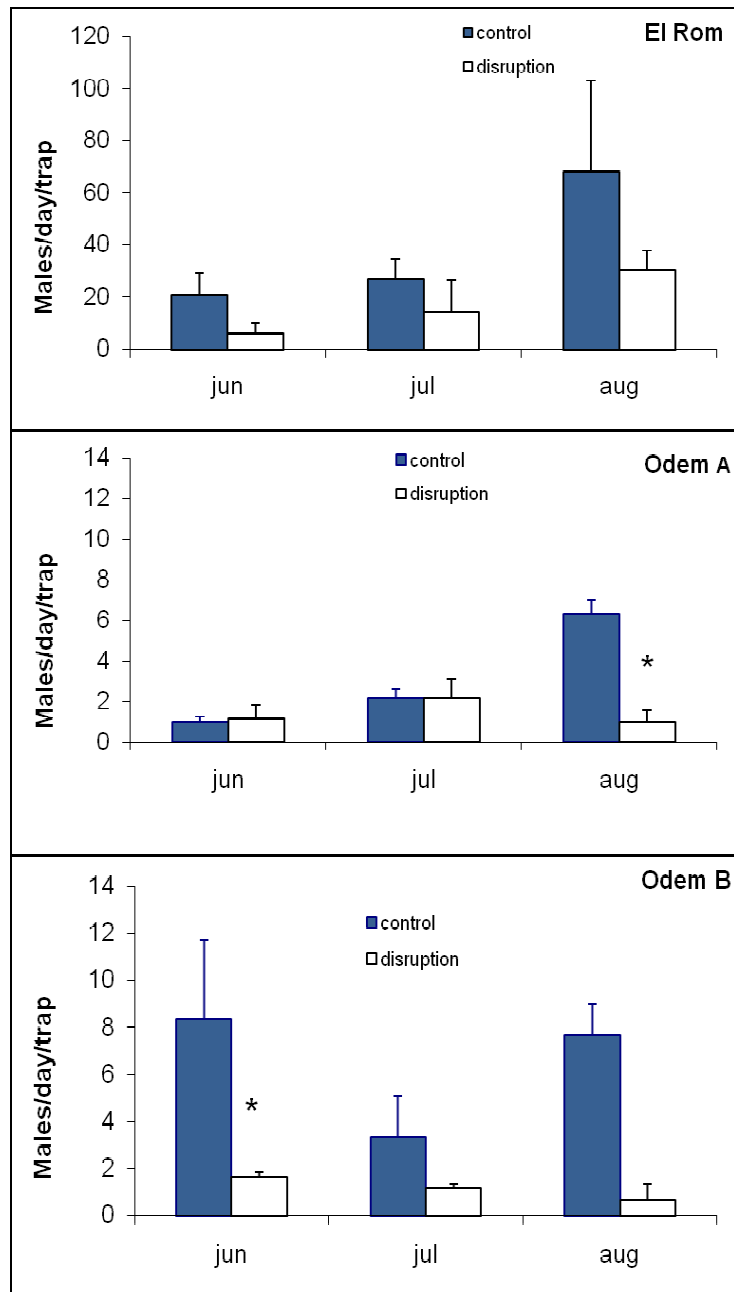 El Rom
control
disruption
120
100
80
60
40
20
0
Males/day/trap
jun jul aug
Odem A
control
disruption
14
12
10
8
6
4
2
0
Males/day/trap
*
jun jul aug
Odem B
control
disruption
14
12
10
8
6
4
2
0
Males/day/trap
*
jun jul aug